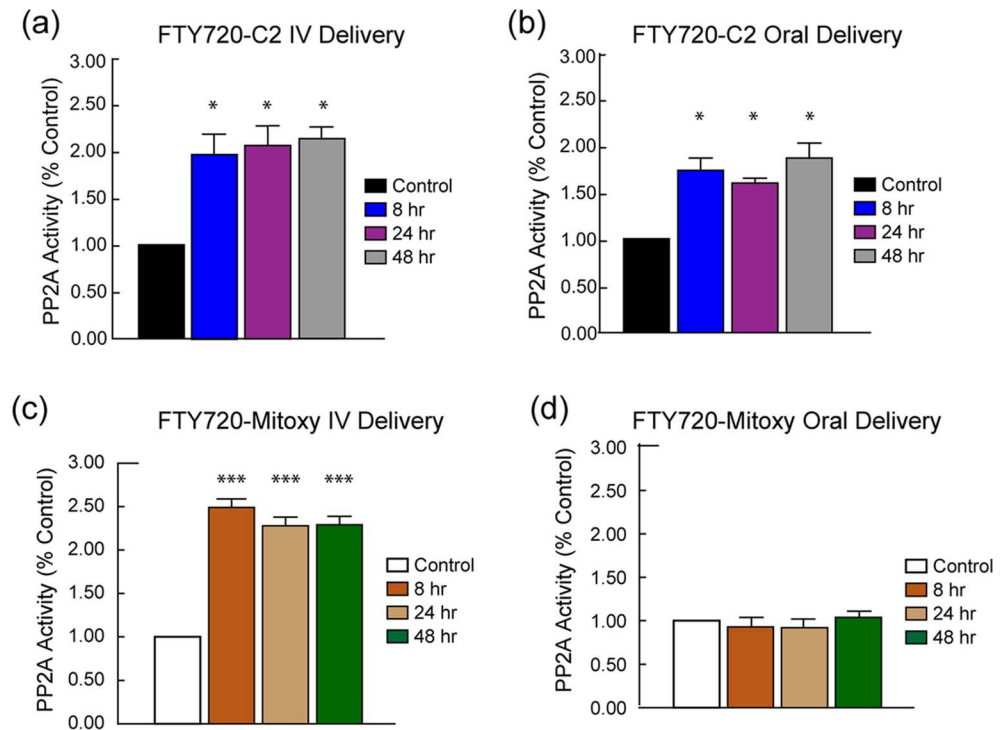 (a)
FTY720-C2 IV Delivery
PP2A Activity (% Control)
3.00
2.50
2.00
1.50
1.00
0.50
0.00
* * *
Control
8 hr
24 hr
48 hr
(b)
FTY720-C2 Oral Delivery
PP2A Activity (% Control)
3.00
2.50
2.00
1.50
1.00
0.50
0.00
* * *
Control
8 hr
24 hr
48 hr
(c)
FTY720-Mitoxy IV Delivery
PP2A Activity (% Control)
3.00
2.50
2.00
1.00
0.50
0.00
*** *** ***
Control
8 hr
24 hr
48 hr
(d)
FTY720-Mitoxy Oral Delivery
PP2A Activity (% Control)
3.00
2.50
2.00
1.50
1.00
0.50
0.00
Control
8 hr
24 hr
48 hr